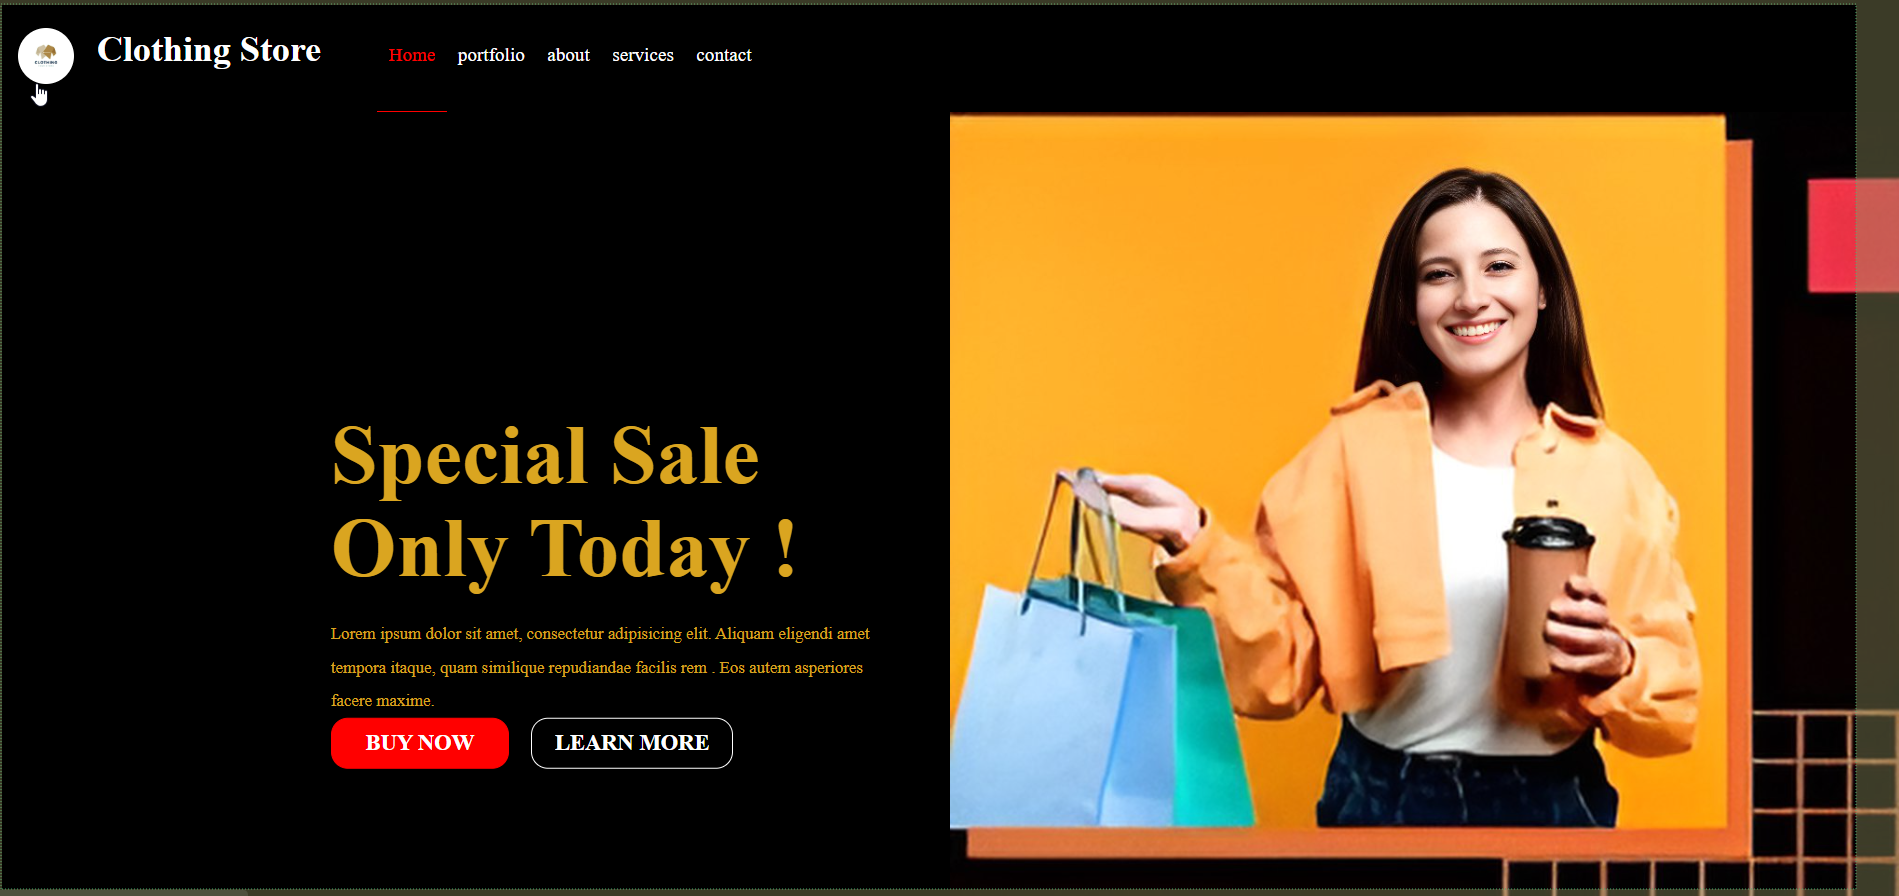 CLOTHING
Clothing Store
Home portfolio about services contact
Special Sale
Only Today !
Lorem ipsum dolor sit amet, consectetur adipisicing elit. Aliquam eligendi amet
tempora itaque, quam similique repudiandae facilis rem . Eos autem asperiores
facere maxime.
BUY NOW LEARN MORE